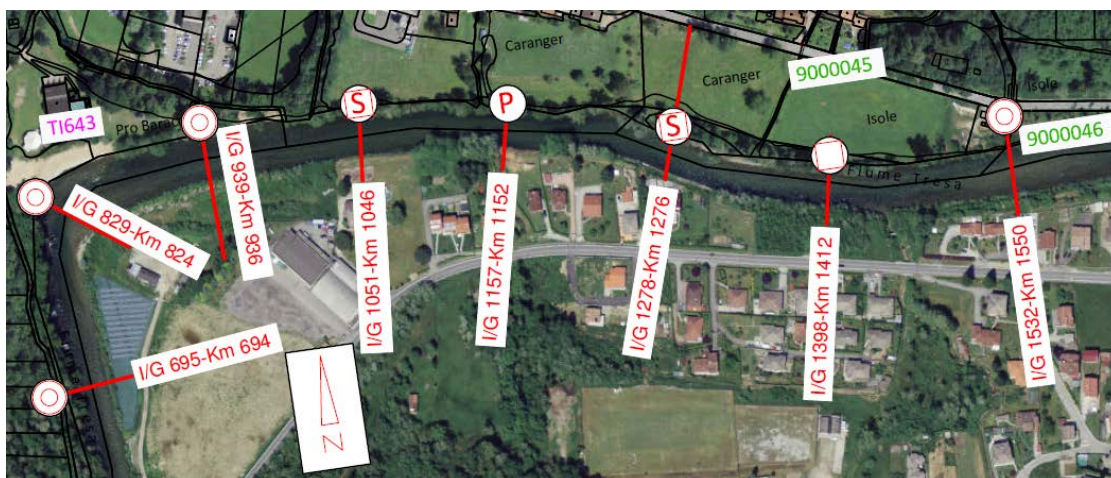 Caranger
Caranger
9000045
Isole
Isole
TI643
Pro Bera
S
P
S
9000046
Fiume Tresa
I/G 829-Km 824
I/G 939-Km 936
I/G 1051-Km 1046
I/G 1157-Km 1152
I/G 1278-Km 1276
I/G 1398-Km 1412
I/G 1532-Km 1550
I/G 695-Km 694
N